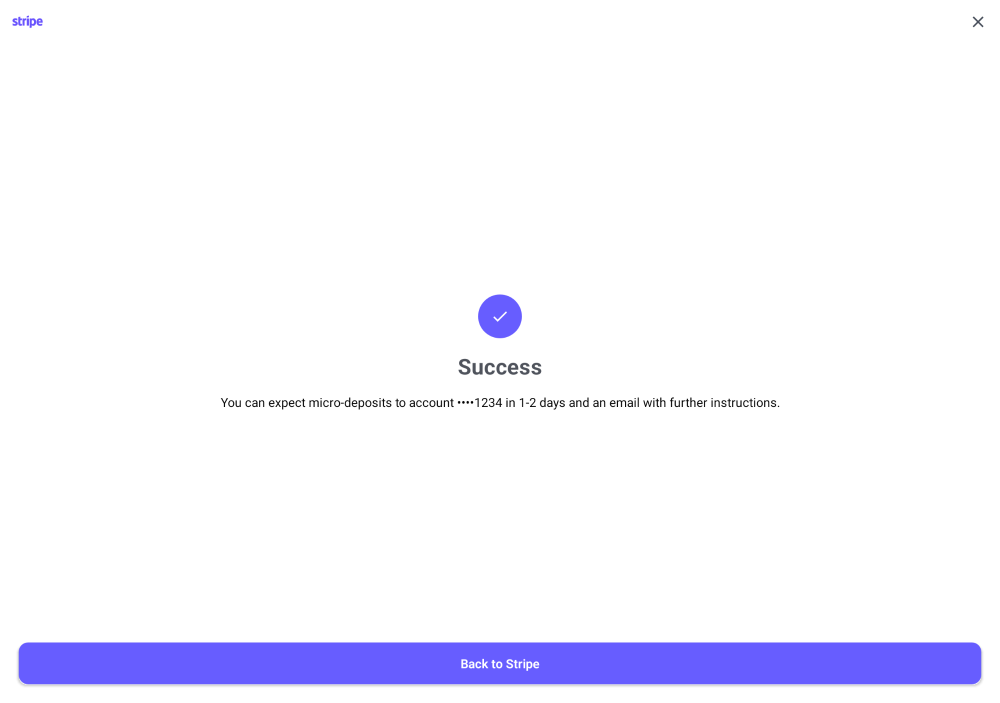 stripe
Success
You can expect micro-deposits to account ••••1234 in 1-2 days and an email with further instructions.
Back to Stripe